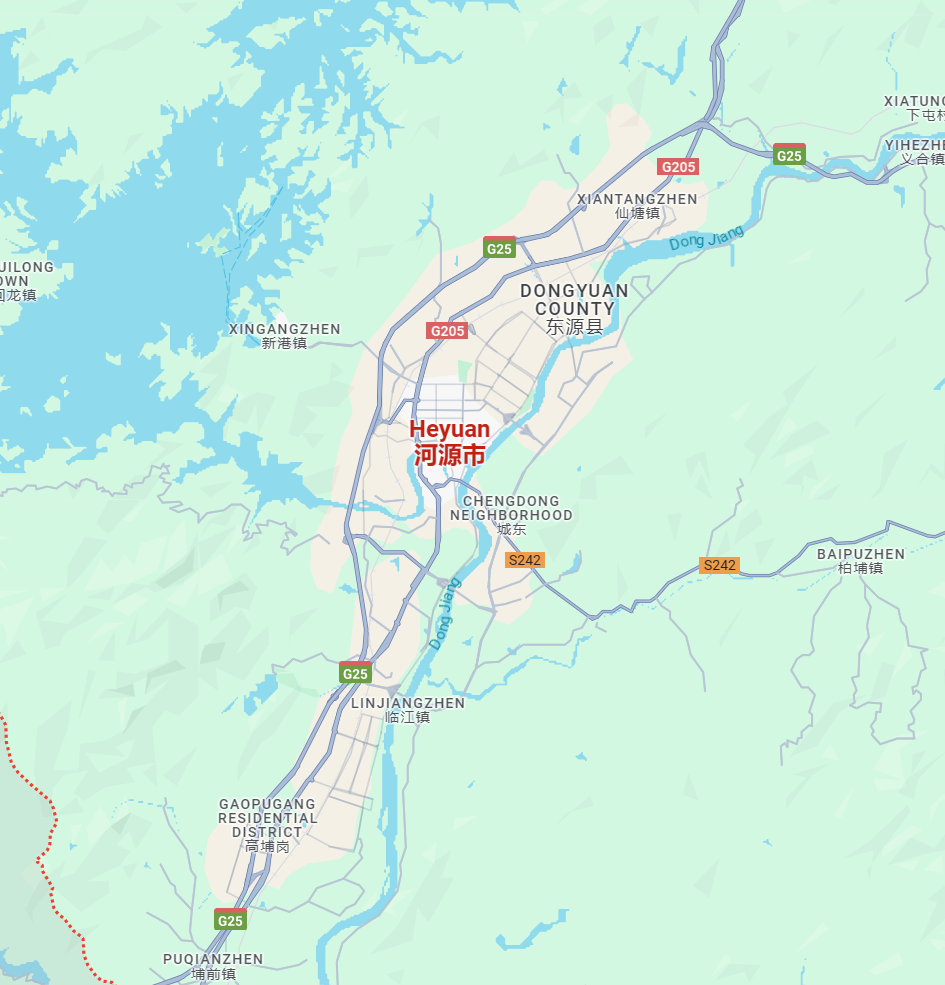 XIATUNG
下屯村
G25
YIHEZHE
义合镇
G205
XIANTANGZHEN
仙塘镇
Dong Jiang
G25
UILONG
OWN
回龙镇
DONGYUAN
COUNTY
东源县
XINGANGZHEN
新港镇
G205
Heyuan
河源市
CHENGDONG
NEIGHBORHOOD
城东
S242
S242
BAIPUZHEN
柏埔镇
Dong Jiang
G25
LINJIANGZHEN
临江镇
GAOPUGANG
RESIDENTIAL
DISTRICT
高埔岗
G25
PUQIANZHEN
埔前镇